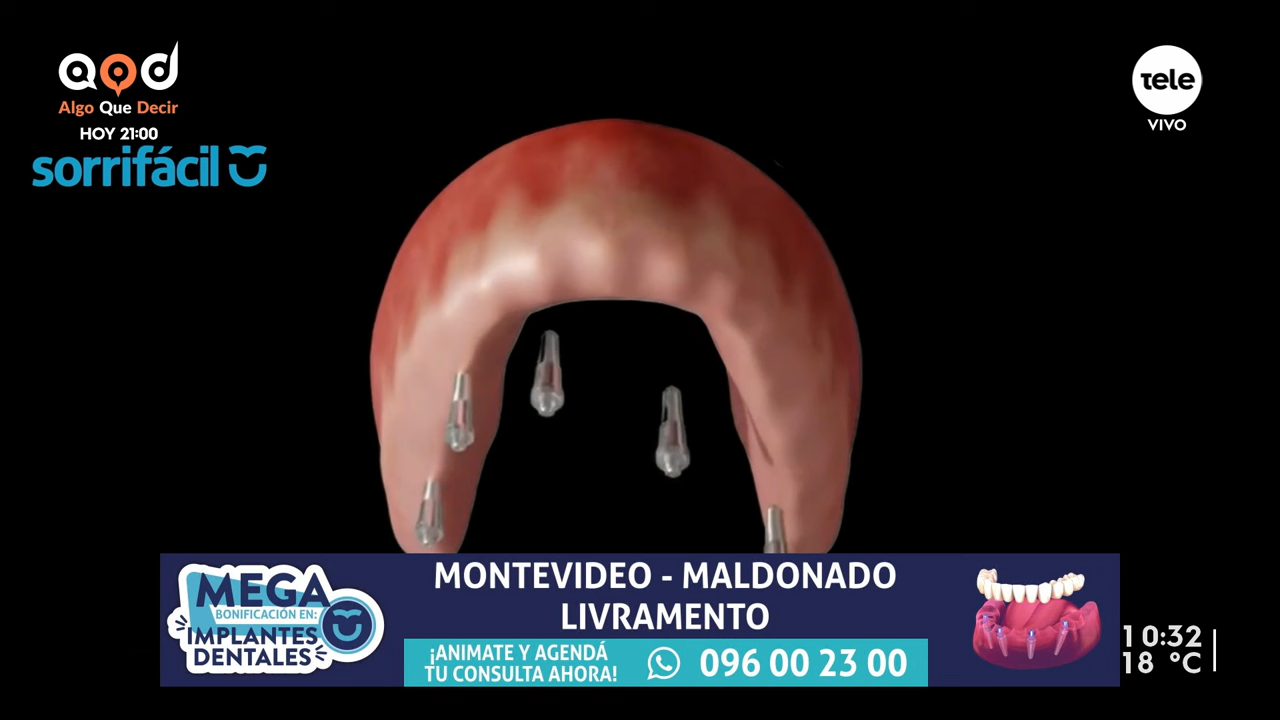 aqd
Algo Que Decir
HOY 21:00
sorrifácil
tele
VIVO
MEGA
BONIFICACIÓN EN:
IMPLANTES
DENTALES
MONTEVIDEO - MALDONADO
LIVRAMENTO
¡ANIMATE Y AGENDÁ
TU CONSULTA AHORA!
096 00 23 00
10:32
18 °C